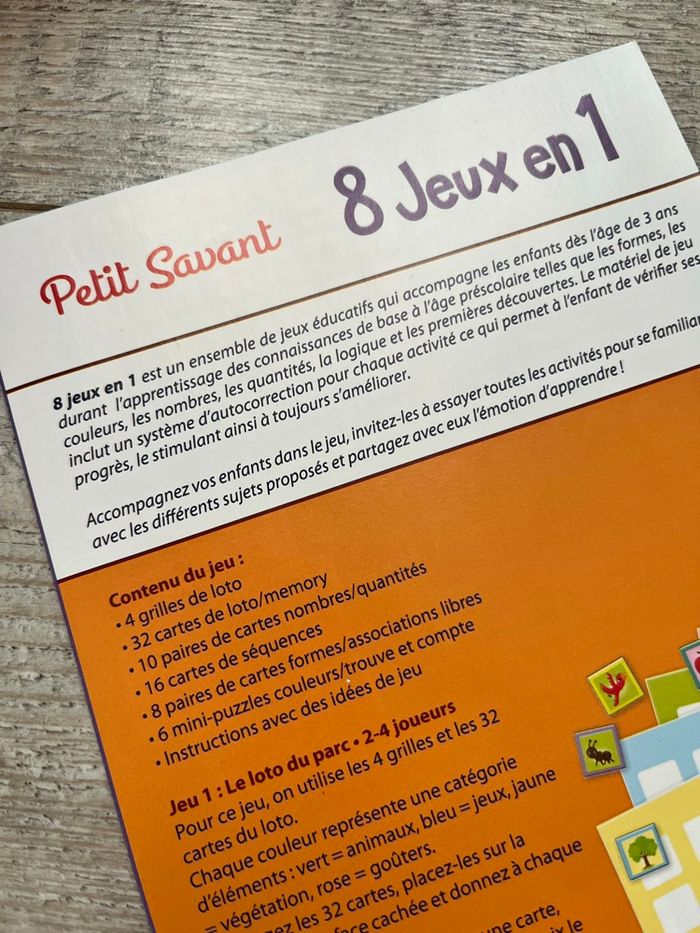 8 Jeux en 1
Petit Savant
8 jeux en 1 est un ensemble de jeux éducatifs qui accompagne les enfants dès l'âge de 3 ans
durant l'apprentissage des connaissances de base à l'âge préscolaire telles que les formes, les
couleurs, les nombres, les quantités, la logique et les premières découvertes. Le matériel de jeu
inclut un système d'autocorrection pour chaque activité ce qui permet à l'enfant de vérifier ses
progrès, le stimulant ainsi à toujours s'améliorer.
Accompagnez vos enfants dans le jeu, invitez-les à essayer toutes les activités pour se
avec les différents sujets proposés et partagez avec eux l'émotion d'apprendre !
Contenu du jeu :
• 4 grilles de loto
• 32 cartes de loto/memory
• 10 paires de cartes nombres/quantités
• 16 cartes de séquences
• 8 paires de cartes formes/associations libres
• 6 mini-puzzles couleurs/trouve et compte
• Instructions avec des idées de jeu
Jeu 1 : Le loto du parc • 2-4 joueurs
Pour ce jeu, on utilise les 4 grilles et les 32
cartes du loto.
Chaque couleur représente une catégorie
d'éléments : vert = animaux, bleu = jeux, jaune
= végétation, rose = goûters.
les 32 cartes, placez-les sur la
face cachée et donnez à chaque
une carte,
le